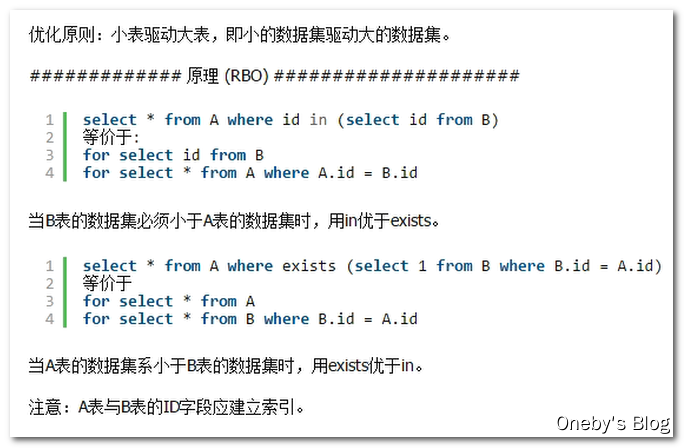 优化原则：小表驱动大表，即小的数据集驱动大的数据集。
############# 原理 (RBO) #####################
1 select * from A where id in (select id from B)
2 等价于:
3 for select id from B
4 for select * from A where A.id = B.id
当B表的数据集必须小于A表的数据集时，用in优于exists。
1 select * from A where exists (select 1 from B where B.id = A.id)
2 等价于
3 for select * from A
4 for select * from B where B.id = A.id
当A表的数据集系小于B表的数据集时，用exists优于in。
注意：A表与B表的ID字段应建立索引。
Oneby's Blog